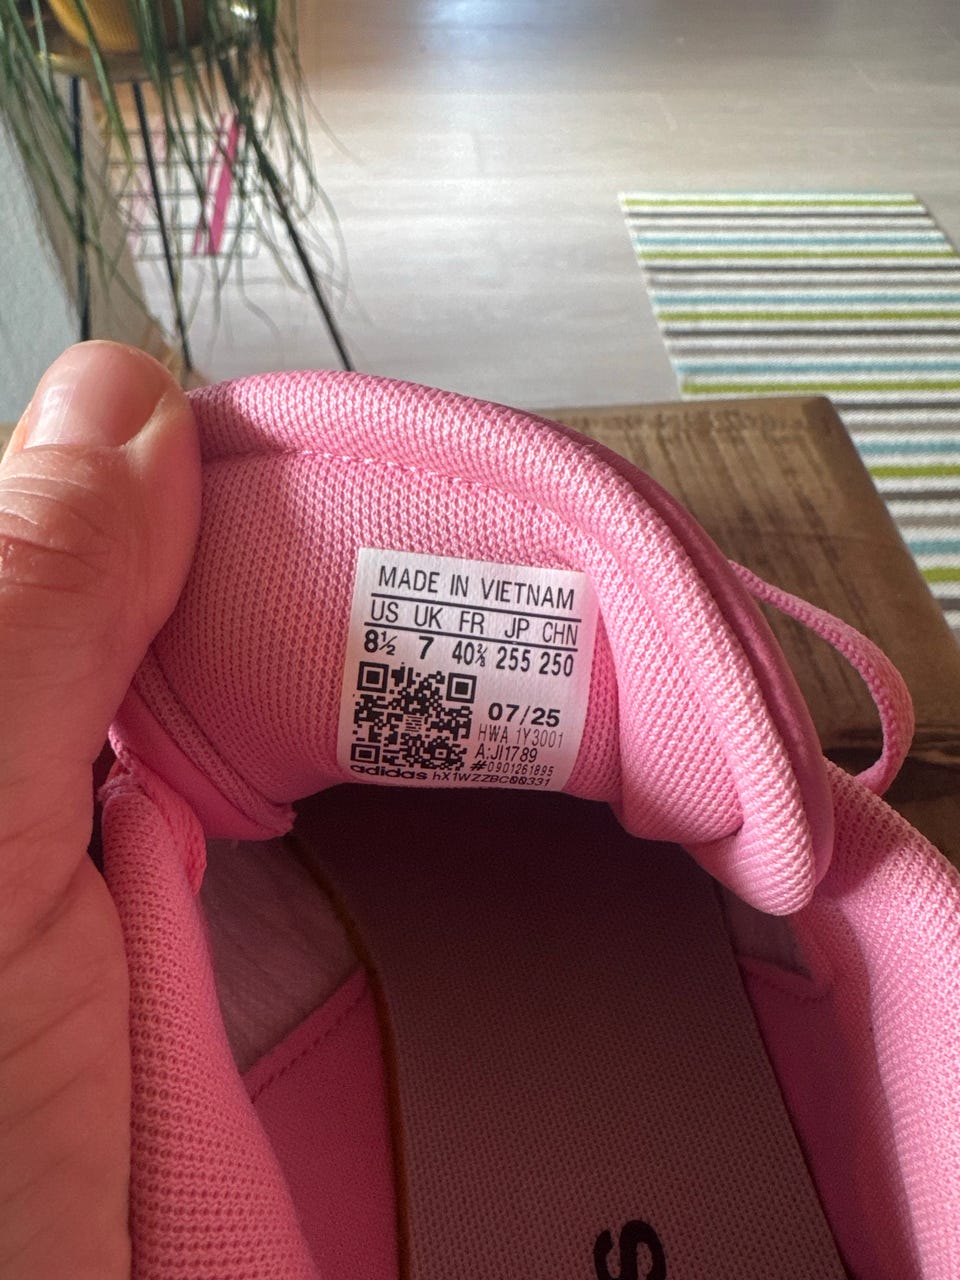 MADE IN VIETNAM
US UK FR JP CHN
8½ 7 40⅔ 255 250
07/25
HWA 1Y3001
A:JI1789
#0901261895
adidas hX1WZZBC00331
S